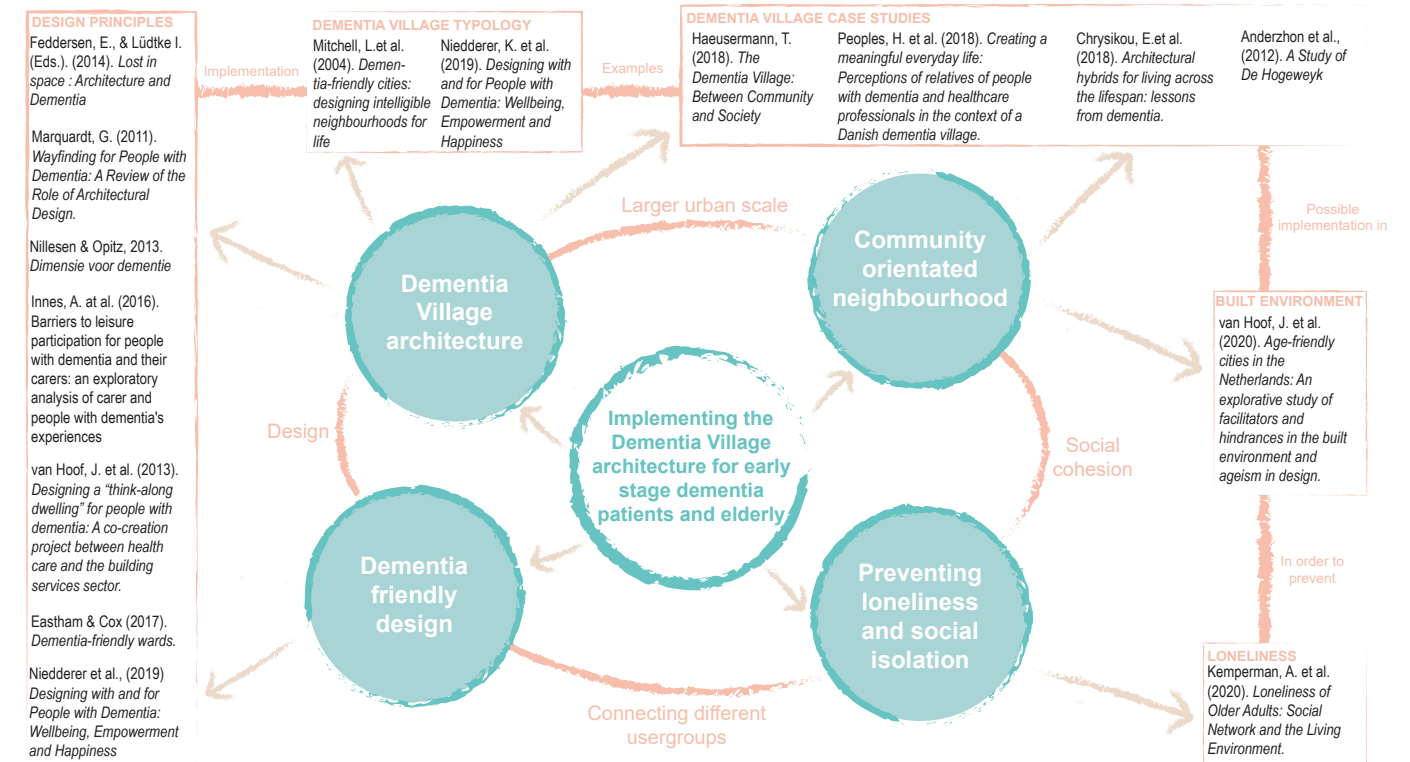 DESIGN PRINCIPLES
Feddersen, E., & Lüdtke I.
(Eds.). (2014). Lost in
space : Architecture and
Dementia
Marquardt, G. (2011).
Wayfinding for People with
Dementia: A Review of the
Role of Architectural
Design.
Nillesen & Opitz, 2013.
Dimensie voor dementie
Innes, A. at al. (2016).
Barriers to leisure
participation for people
with dementia and their
carers: an exploratory
analysis of carer and
people with dementia's
experiences
van Hoof, J. et al. (2013).
Designing a “think-along
dwelling” for people with
dementia: A co-creation
project between health
care and the building
services sector.
Eastham & Cox (2017).
Dementia-friendly wards.
Niedderer et al., (2019)
Designing with and for
People with Dementia:
Wellbeing, Empowerment
and Happiness
Implementation
DEMENTIA VILLAGE TYPOLOGY
Mitchell, L.et al.
(2004). Demen-
tia-friendly cities:
designing intelligible
neighbourhoods for
life
Niedderer, K. et al.
(2019). Designing with
and for People with
Dementia: Wellbeing,
Empowerment and
Happiness
Examples
DEMENTIA VILLAGE CASE STUDIES
Haeusermann, T.
(2018). The
Dementia Village:
Between Community
and Society
Peoples, H. et al. (2018). Creating a
meaningful everyday life:
Perceptions of relatives of people
with dementia and healthcare
professionals in the context of a
Danish dementia village.
Chrysikou, E.et al.
(2018). Architectural
hybrids for living across
the lifespan: lessons
from dementia.
Anderzhon et al.,
(2012). A Study of
De Hogeweyk
Possible
implementation in
BUILT ENVIRONMENT
van Hoof, J. et al.
(2020). Age-friendly
cities in the
Netherlands: An
explorative study of
facilitators and
hindrances in the built
environment and
ageism in design.
In order to
prevent
LONELINESS
Kemperman, A. et al.
(2020). Loneliness of
Older Adults: Social
Network and the Living
Environment.
Larger urban scale
Dementia
Village
architecture
Community
orientated
neighbourhood
Design
Implementing the
Dementia Village
architecture for early
stage dementia
patients and elderly
Social
cohesion
Dementia
friendly
design
Preventing
loneliness
and social
isolation
Connecting different
usergroups